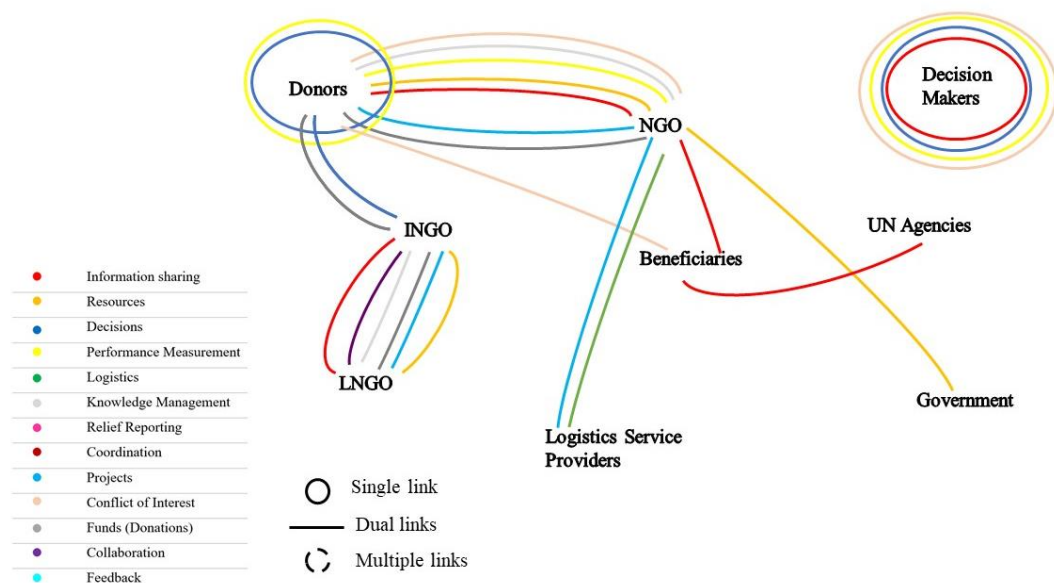 Donors
Decision
Makers
NGO
INGO
UN Agencies
Beneficiaries
LNGO
Government
Logistics Service
Providers
Information sharing
Resources
Decisions
Performance Measurement
Logistics
Knowledge Management
Relief Reporting
Coordination
Projects
Conflict of Interest
Funds (Donations)
Collaboration
Feedback
Single link
Dual links
Multiple links